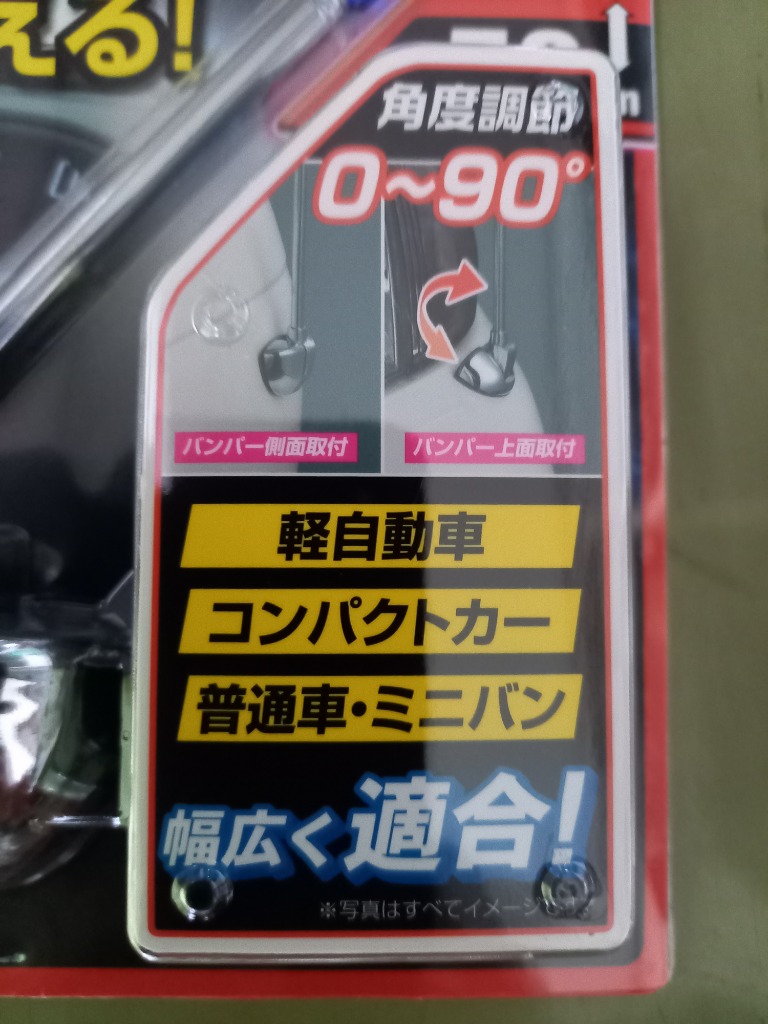 える!
角度調節
0~90°
バンパー側面取付
バンパー上面取付
軽自動車
コンパクトカー
普通車・ミニバン
幅広く適合!
※写真はすべてイメージです